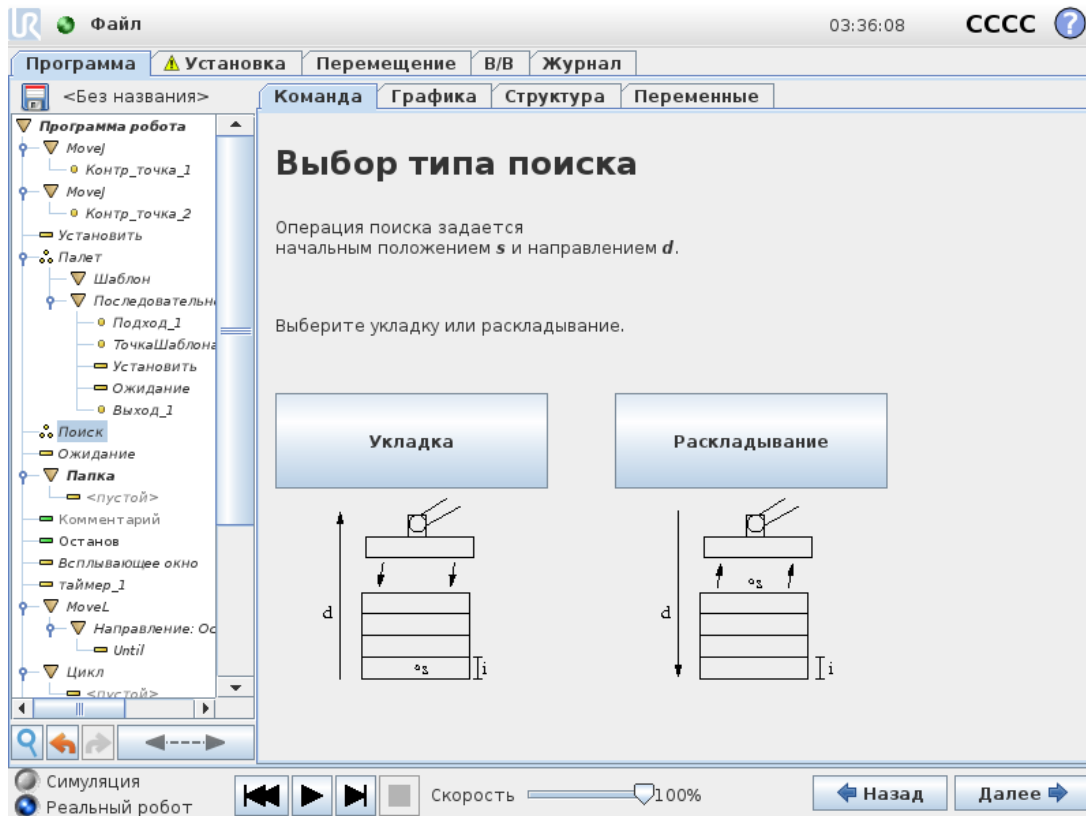 Файл
03:36:08
CCCC
?
Программа
Установка
Перемещение
В/В
Журнал
<Без названия>
Команда
Графика
Структура
Переменные
Программа робота
MoveJ
Контр_точка_1
MoveJ
Контр_точка_2
Установить
Палет
Шаблон
Последовательн
Подход_1
ТочкаШаблона
Установить
Ожидание
Выход_1
Поиск
Ожидание
Папка
<пустой>
Комментарий
Останов
Всплывающее окно
таймер_1
MoveL
Направление: Ос
Until
Цикл
<пустой>
Выбор типа поиска
Операция поиска задается
начальным положением s и направлением d.
Выберите укладку или раскладывание.
Укладка
Раскладывание
d
s
i
d
s
i
Симуляция
Реальный робот
Скорость
100%
Назад
Далее